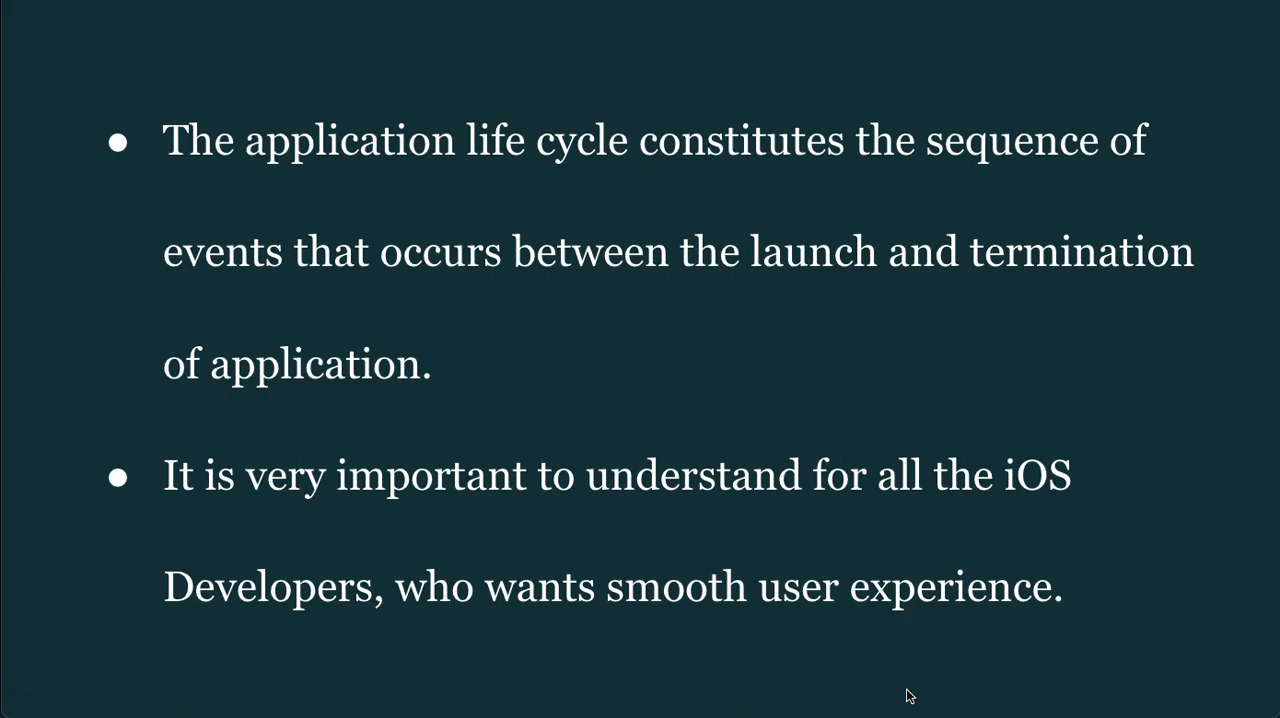 ● The application life cycle constitutes the sequence of
events that occurs between the launch and termination
of application.
● It is very important to understand for all the iOS
Developers, who wants smooth user experience.